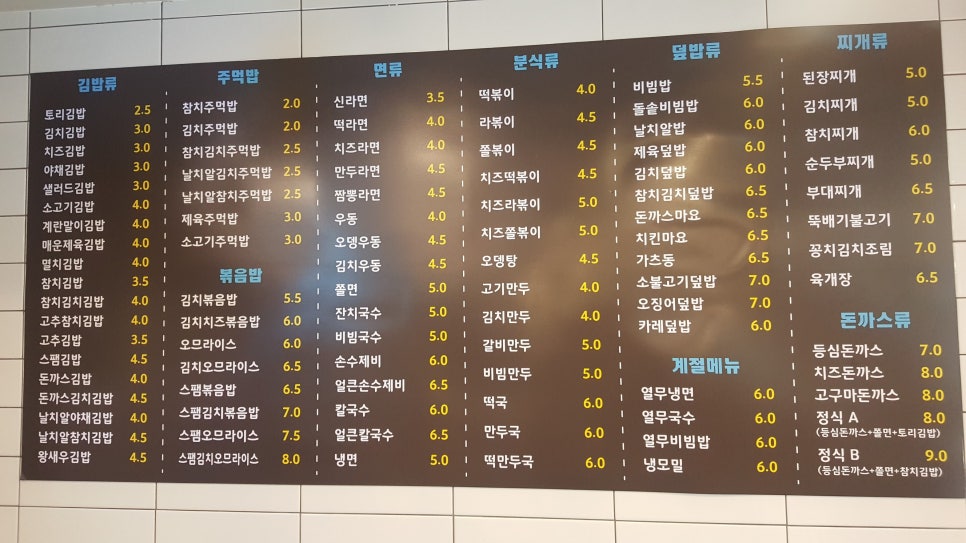 김밥류
토리김밥 2.5
김치김밥 3.0
치즈김밥 3.0
야채김밥 3.0
샐러드김밥 3.0
소고기김밥 4.0
계란말이김밥 4.0
매운제육김밥 4.0
멸치김밥 4.0
참치김밥 3.5
참치김치김밥 4.0
고추참치김밥 4.0
고추김밥 3.5
스팸김밥 4.5
돈까스김밥 4.0
돈까스김치김밥 4.5
날치알야채김밥 4.0
날치알참치김밥 4.5
왕새우김밥 4.5
주먹밥
참치주먹밥 2.0
김치주먹밥 2.0
참치김치주먹밥 2.5
날치알김치주먹밥 2.5
날치알참치주먹밥 2.5
제육주먹밥 3.0
소고기주먹밥 3.0
볶음밥
김치볶음밥 5.5
김치치즈볶음밥 6.0
오므라이스 6.0
김치오므라이스 6.5
스팸볶음밥 6.5
스팸김치볶음밥 7.0
스팸오므라이스 7.5
스팸김치오므라이스 8.0
면류
신라면 3.5
떡라면 4.0
치즈라면 4.0
만두라면 4.5
짬뽕라면 4.5
우동 4.0
오뎅우동 4.5
김치우동 4.5
쫄면 5.0
잔치국수 5.0
비빔국수 5.0
손수제비 6.0
얼큰손수제비 6.5
칼국수 6.0
얼큰칼국수 6.5
냉면 5.0
분식류
떡볶이 4.0
라볶이 4.5
쫄볶이 4.5
치즈떡볶이 4.5
치즈라볶이 5.0
치즈쫄볶이 5.0
오뎅탕 4.5
고기만두 4.0
김치만두 4.0
갈비만두 5.0
비빔만두 5.0
떡국 6.0
만두국 6.0
떡만두국 6.0
덮밥류
비빔밥 5.5
돌솥비빔밥 6.0
날치알밥 6.0
제육덮밥 6.0
김치덮밥 6.0
참치김치덮밥 6.5
돈까스마요 6.5
치킨마요 6.5
가츠동 6.5
소불고기덮밥 7.0
오징어덮밥 7.0
카레덮밥 6.0
계절메뉴
열무냉면 6.0
열무국수 6.0
열무비빔밥 6.0
냉모밀 6.0
찌개류
된장찌개 5.0
김치찌개 5.0
참치찌개 6.0
순두부찌개 5.0
부대찌개 6.5
뚝배기불고기 7.0
꽁치김치조림 7.0
육개장 6.5
돈까스류
등심돈까스 7.0
치즈돈까스 8.0
고구마돈까스 8.0
정식 A 8.0
(등심돈까스+쫄면+토리김밥)
정식 B 9.0
(등심돈까스+쫄면+참치김밥)